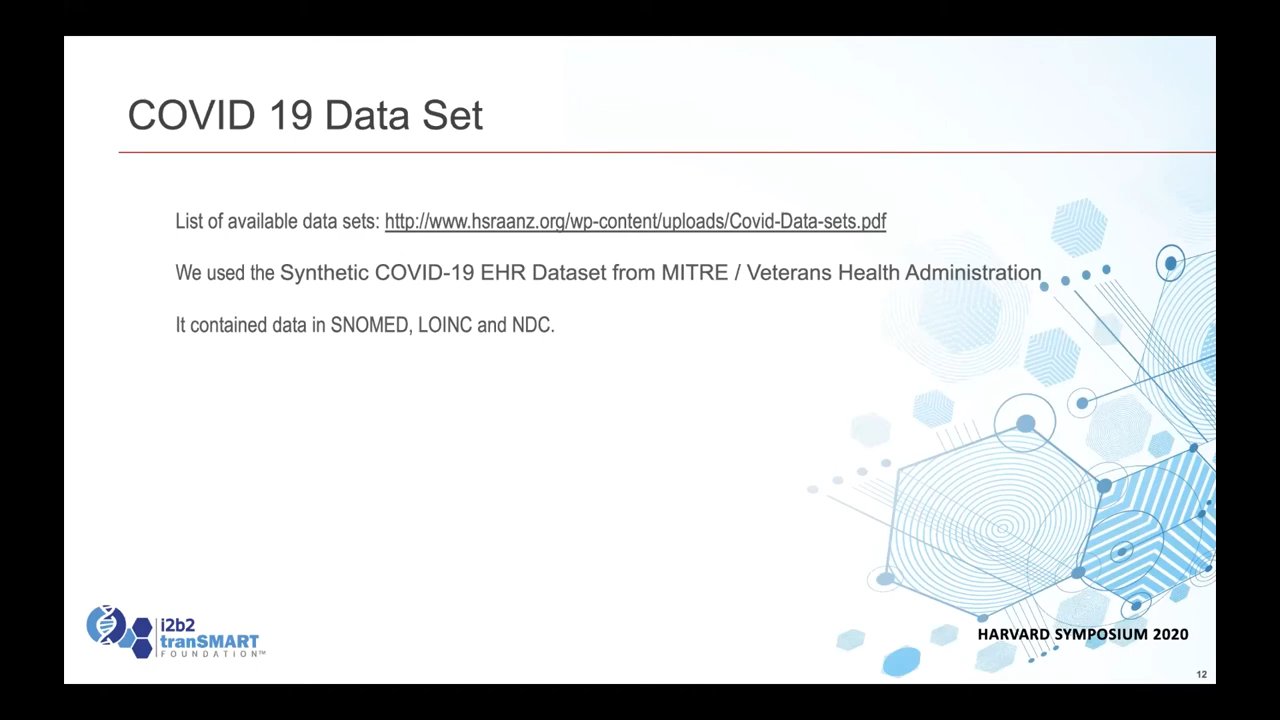 COVID 19 Data Set
List of available data sets: http://www.hsraanz.org/wp-content/uploads/Covid-Data-sets.pdf
We used the Synthetic COVID-19 EHR Dataset from MITRE / Veterans Health Administration
It contained data in SNOMED, LOINC and NDC.
i2b2
tranSMART
FOUNDATION™
HARVARD SYMPOSIUM 2020
12